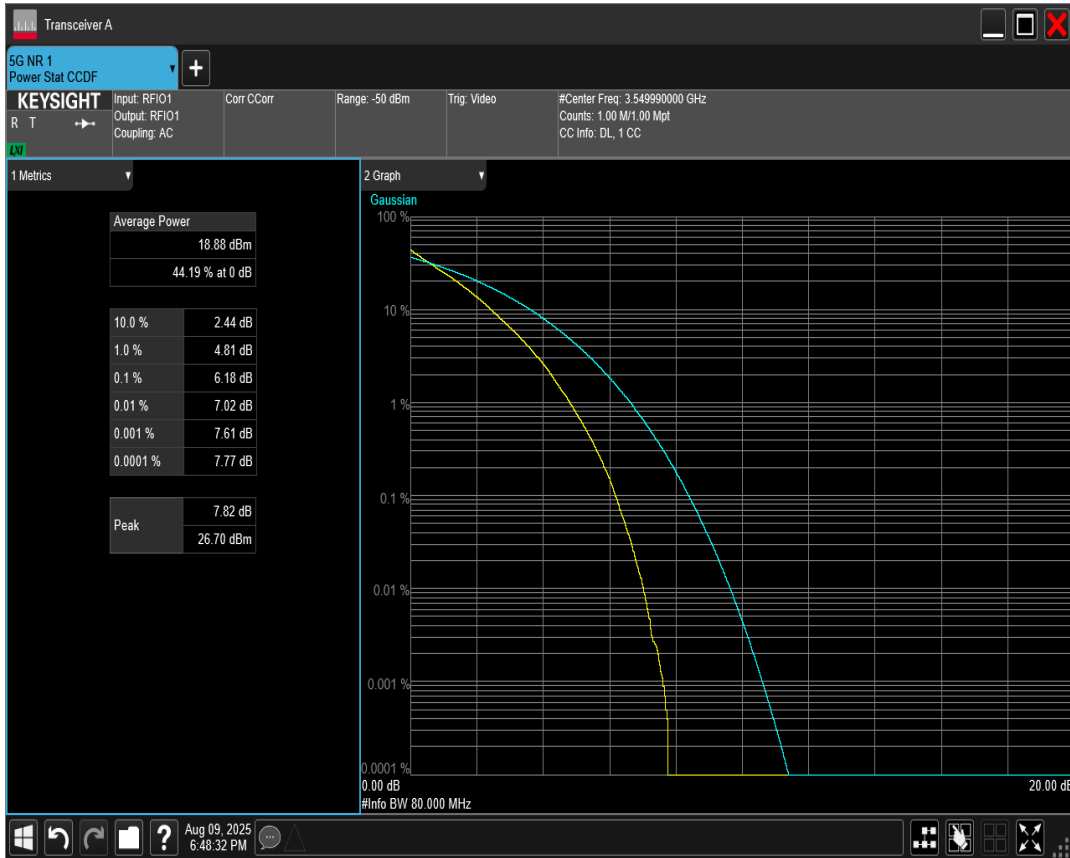 Transceiver A
5G NR 1
Power Stat CCDF
KEYSIGHT
R T
LXI
Input: RFIO1
Output: RFIO1
Coupling: AC
Corr CCorr
Range: -50 dBm
Trig: Video
#Center Freq: 3.549990000 GHz
Counts: 1.00 M/1.00 Mpt
CC Info: DL, 1 CC
1 Metrics
Average Power
18.88 dBm
44.19 % at 0 dB
10.0 % 2.44 dB
1.0 % 4.81 dB
0.1 % 6.18 dB
0.01 % 7.02 dB
0.001 % 7.61 dB
0.0001 % 7.77 dB
Peak
7.82 dB
26.70 dBm
2 Graph
Gaussian
100 %
10 %
1 %
0.1 %
0.01 %
0.001 %
0.0001 %
0.00 dB 20.00 dB
#Info BW 80.000 MHz
?
Aug 09, 2025
6:48:32 PM